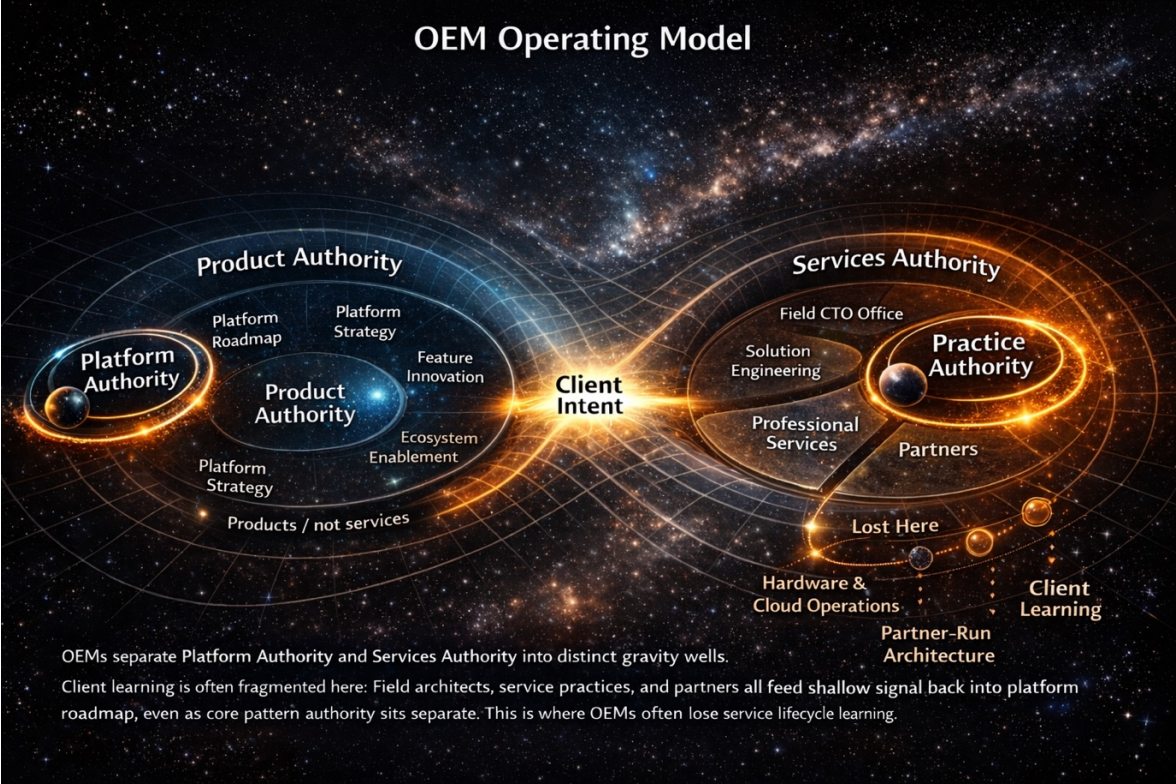 OEM Operating Model
Product Authority
Platform
Roadmap
Platform
Strategy
Feature
Innovation
Platform
Authority
Product
Authority
Ecosystem
Enablement
Platform
Strategy
Products / not services
Client
Intent
Services Authority
Field CTO Office
Solution
Engineering
Practice
Authority
Professional
Services
Partners
Lost Here
Hardware &
Cloud Operations
Partner-Run
Architecture
Client
Learning
OEMs separate Platform Authority and Services Authority into distinct gravity wells.
Client learning is often fragmented here: Field architects, service practices, and partners all feed shallow signal back into platform
roadmap, even as core pattern authority sits separate. This is where OEMs often lose service lifecycle learning.